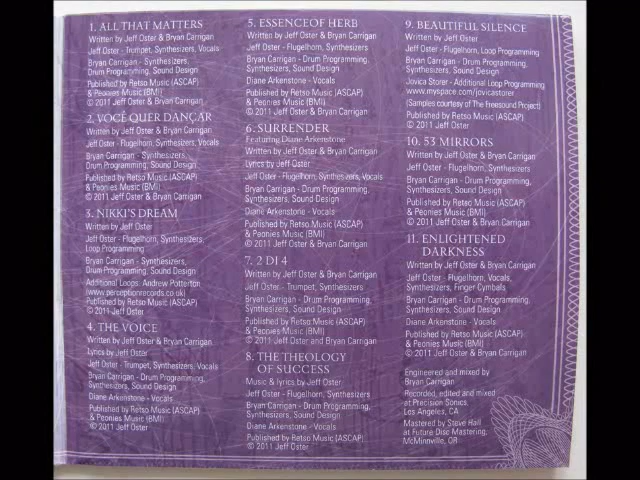 1. ALL THAT MATTERS
Written by Jeff Oster & Bryan Carrigan
Jeff Oster - Trumpet, Synthesizers, Vocals
Bryan Carrigan - Synthesizers,
Drum Programming, Sound Design
Published by Retso Music (ASCAP)
& Peonies Music (BMI)
© 2011 Jeff Oster & Bryan Carrigan
2. VOCÊ QUER DANÇAR
Written by Jeff Oster & Bryan Carrigan
Jeff Oster - Flugelhorn, Synthesizers, Vocals
Bryan Carrigan - Synthesizers,
Drum Programming, Sound Design
Published by Retso Music (ASCAP)
& Peonies Music (BMI)
© 2011 Jeff Oster & Bryan Carrigan
3. NIKKI'S DREAM
Written by Jeff Oster
Jeff Oster - Flugelhorn, Synthesizers,
Loop Programming
Bryan Carrigan - Synthesizers,
Drum Programming, Sound Design
Additional Loops: Andrew Potterton
(www.perceptionrecords.co.uk)
Published by Retso Music (ASCAP)
© 2011 Jeff Oster
4. THE VOICE
Written by Jeff Oster & Bryan Carrigan
Lyrics by Jeff Oster
Jeff Oster - Trumpet, Synthesizers, Vocals
Bryan Carrigan - Drum Programming,
Synthesizers, Sound Design
Diane Arkenstone - Vocals
Published by Retso Music (ASCAP)
& Peonies Music (BMI)
© 2011 Jeff Oster
5. ESSENCEOF HERB
Written by Jeff Oster & Bryan Carrigan
Jeff Oster - Flugelhorn, Synthesizers
Bryan Carrigan - Drum Programming,
Synthesizers, Sound Design
Diane Arkenstone - Vocals
Published by Retso Music (ASCAP)
& Peonies Music (BMI)
© 2011 Jeff Oster & Bryan Carrigan
6. SURRENDER
Featuring Diane Arkenstone
Written by Jeff Oster & Bryan Carrigan
Lyrics by Jeff Oster
Jeff Oster - Flugelhorn, Synthesizers, Vocals
Bryan Carrigan - Drum Programming,
Synthesizers, Sound Design
Diane Arkenstone - Vocals
Published by Retso Music (ASCAP)
& Peonies Music (BMI)
© 2011 Jeff Oster & Bryan Carrigan
7. 2 DI 4
Written by Jeff Oster & Bryan Carrigan
Jeff Oster - Trumpet, Synthesizers
Bryan Carrigan - Drum Programming,
Synthesizers, Sound Design
Published by Retso Music (ASCAP)
& Peonies Music (BMI)
© 2011 Jeff Oster and Bryan Carrigan
8. THE THEOLOGY
OF SUCCESS
Music & lyrics by Jeff Oster
Jeff Oster - Flugelhorn, Synthesizers
Bryan Carrigan - Drum Programming,
Synthesizers, Sound Design
Diane Arkenstone - Vocals
Published by Retso Music (ASCAP)
© 2011 Jeff Oster
9. BEAUTIFUL SILENCE
Written by Jeff Oster
Jeff Oster - Flugelhorn, Loop Programming
Bryan Carrigan - Drum Programming,
Synthesizers, Sound Design
Jovica Storer - Additional Loop Programming
www.myspace.com/jovicastorer
(Samples courtesy of The Freesound Project)
Published by Retso Music (ASCAP)
© 2011 Jeff Oster
10. 53 MIRRORS
Written by Jeff Oster & Bryan Carrigan
Jeff Oster - Flugelhorn, Synthesizers
Bryan Carrigan - Drum Programming,
Synthesizers, Sound Design
Published by Retso Music (ASCAP)
& Peonies Music (BMI)
© 2011 Jeff Oster & Bryan Carrigan
11. ENLIGHTENED
DARKNESS
Written by Jeff Oster & Bryan Carrigan
Jeff Oster - Flugelhorn, Vocals,
Synthesizers, Finger Cymbals
Bryan Carrigan - Drum Programming,
Synthesizers, Sound Design
Diane Arkenstone - Vocals
Published by Retso Music (ASCAP)
& Peonies Music (BMI)
© 2011 Jeff Oster & Bryan Carrigan
Engineered and mixed by
Bryan Carrigan
Recorded, edited and mixed
at Precision Sonics,
Los Angeles, CA
Mastered by Steve Hall
at Future Disc Mastering,
McMinnville, OR